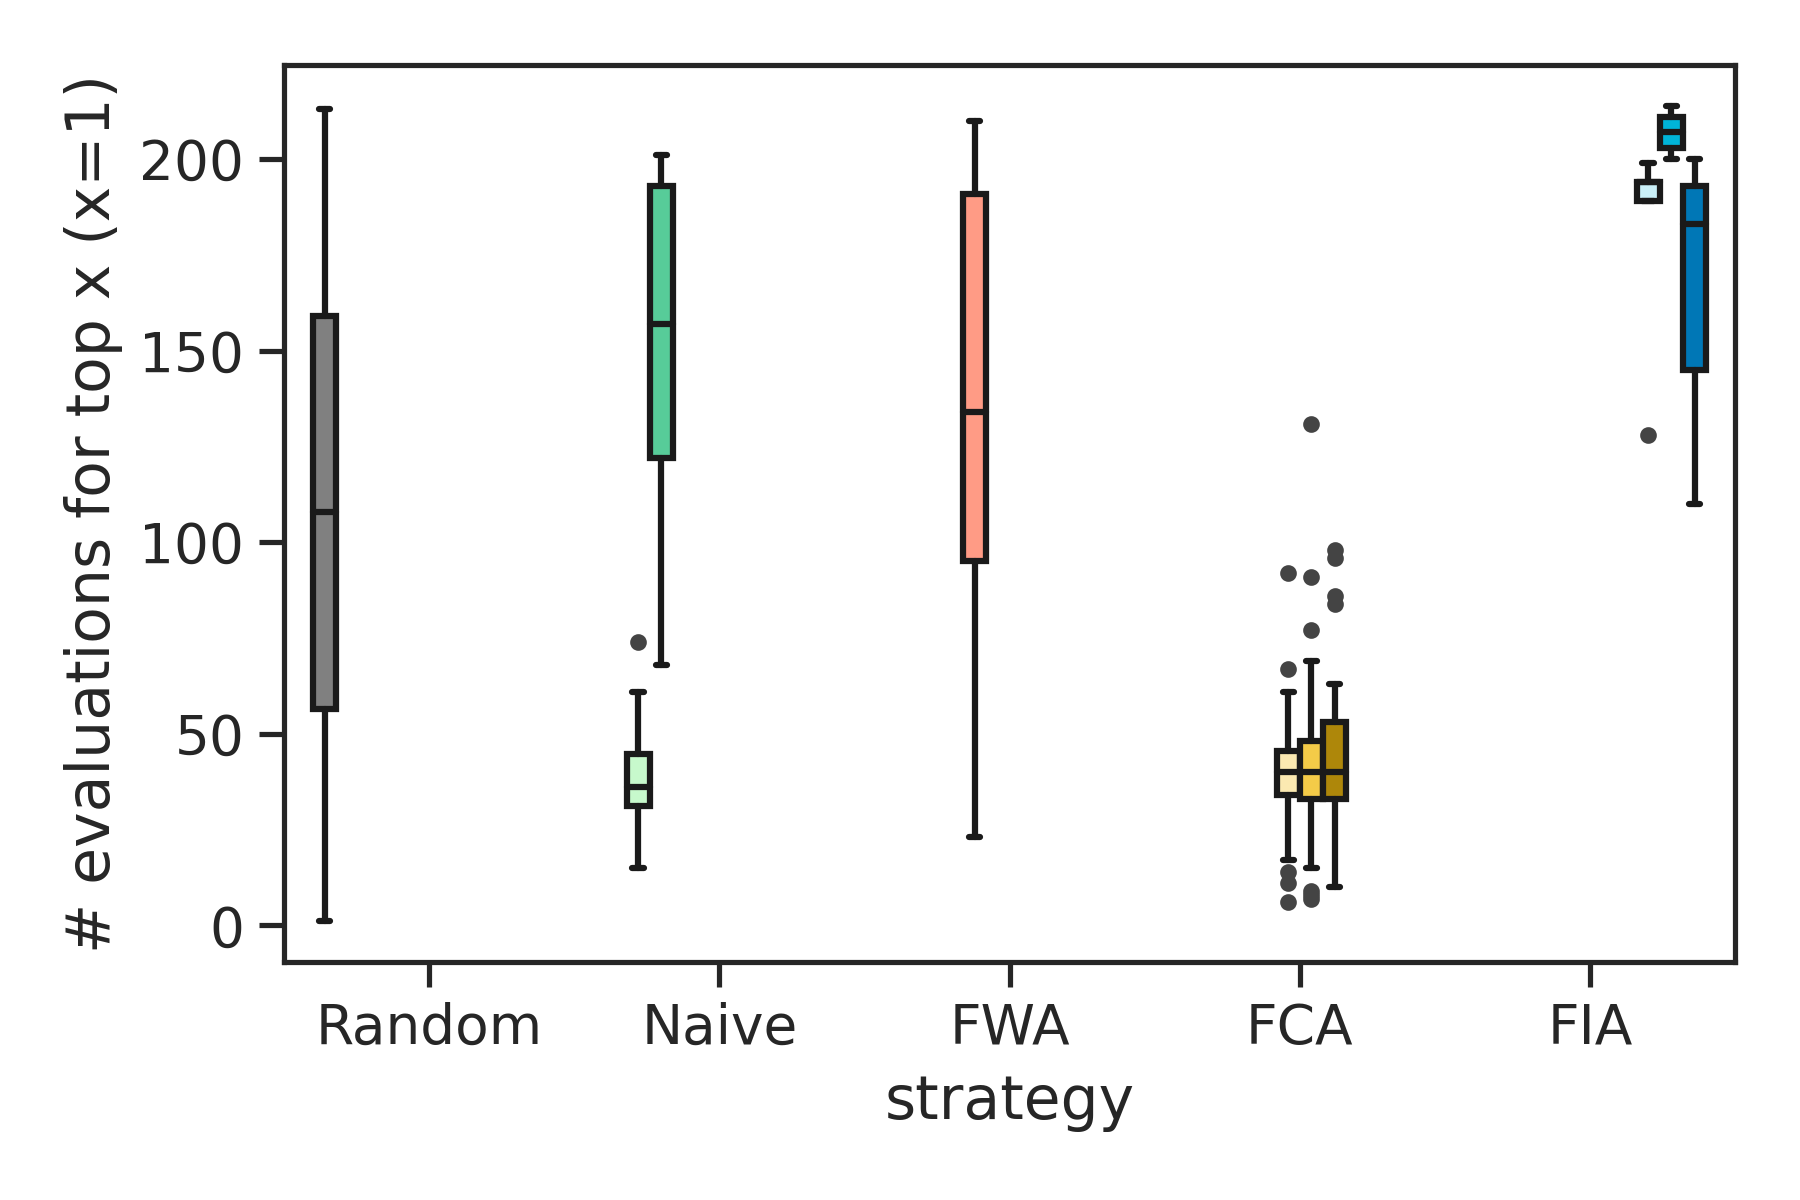 # evaluations for top x (x=1)
200
150
100
50
0
Random Naive FWA FCA FIA
strategy